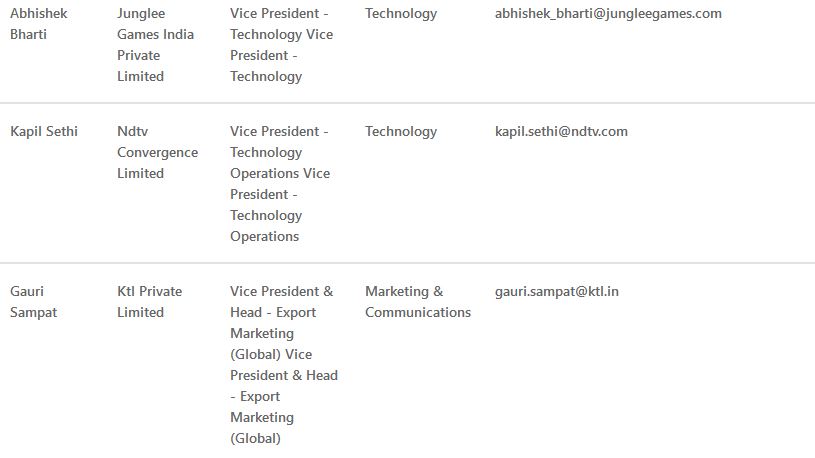 Abhishek
Bharti
Junglee
Games India
Private
Limited
Vice President -
Technology Vice
President -
Technology
Technology
abhishek_bharti@jungleegames.com
Kapil Sethi
Ndtv
Convergence
Limited
Vice President -
Technology
Operations Vice
President -
Technology
Operations
Technology
kapil.sethi@ndtv.com
Gauri
Sampat
Ktl Private
Limited
Vice President &
Head - Export
Marketing
(Global) Vice
President & Head
- Export
Marketing
(Global)
Marketing &
Communications
gauri.sampat@ktl.in